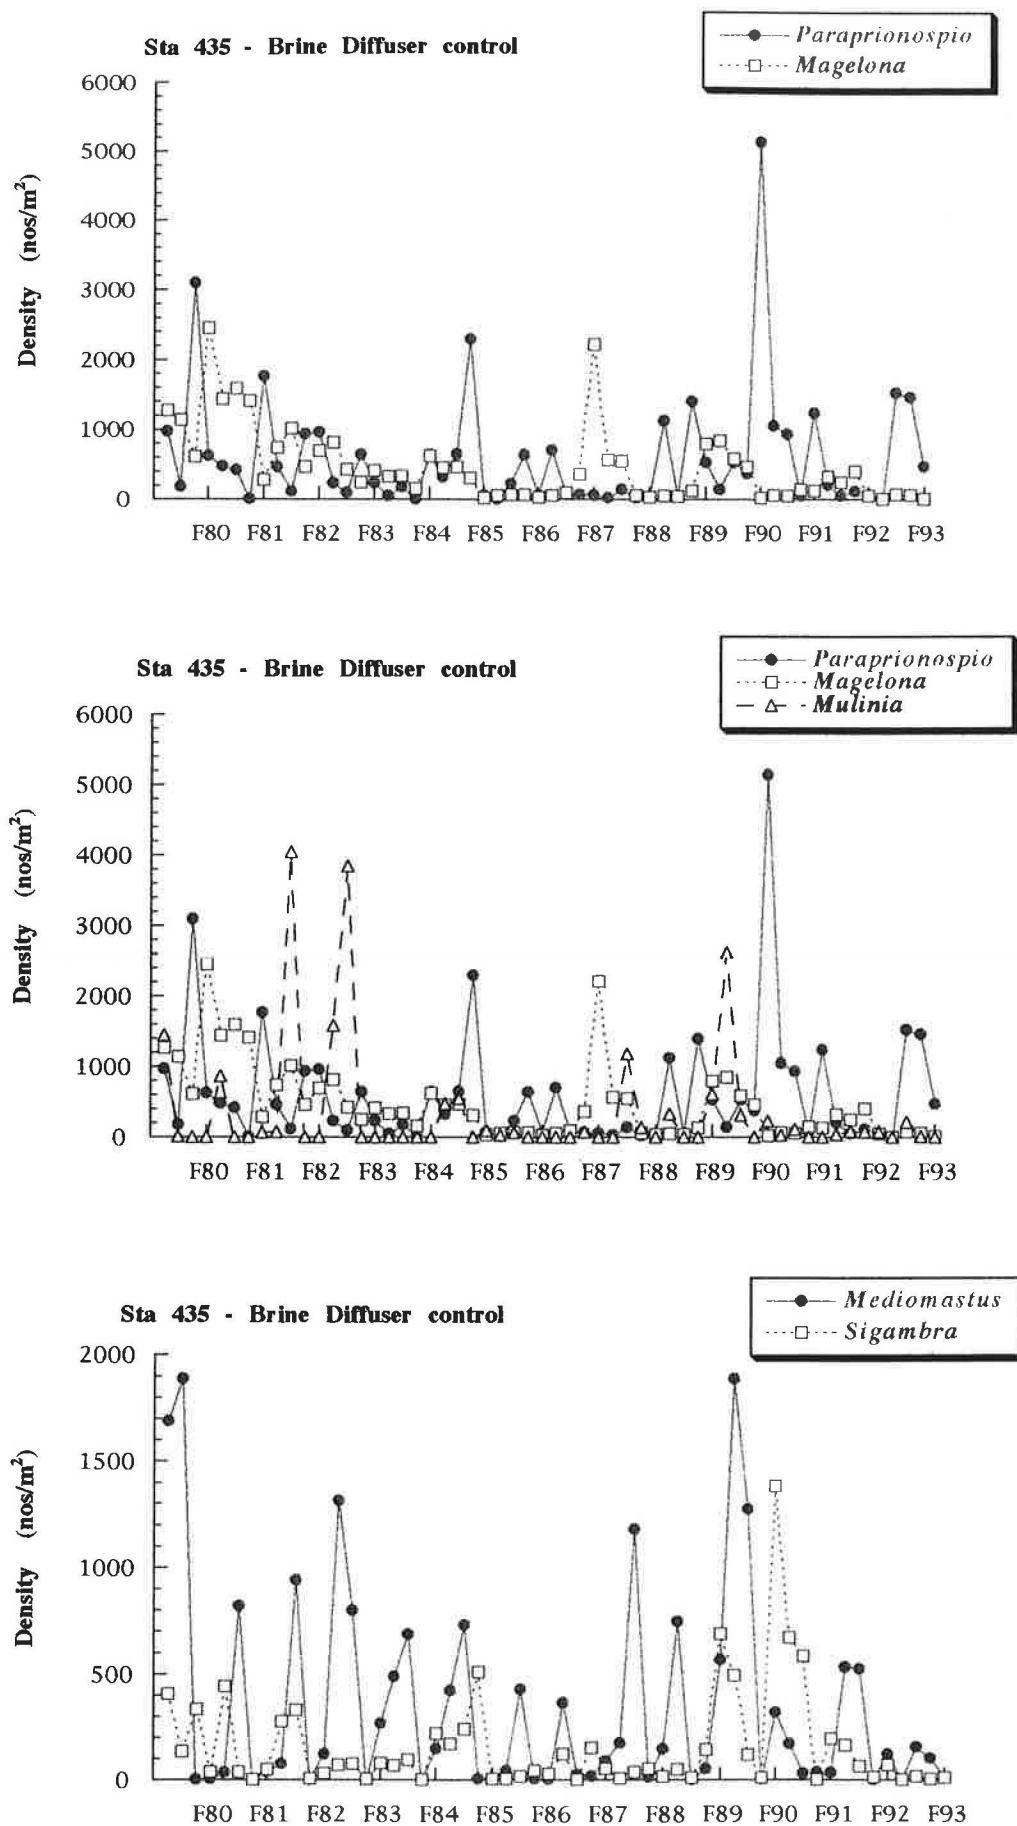 Sta 435 - Brine Diffuser control
Paraprionospio
Magelona
Density (nos/m²)
6000
5000
4000
3000
2000
1000
0
F80 F81 F82 F83 F84 F85 F86 F87 F88 F89 F90 F91 F92 F93
Sta 435 - Brine Diffuser control
Paraprionospio
Magelona
Mulinia
Density (nos/m²)
6000
5000
4000
3000
2000
1000
0
F80 F81 F82 F83 F84 F85 F86 F87 F88 F89 F90 F91 F92 F93
Sta 435 - Brine Diffuser control
Mediomastus
Sigambra
Density (nos/m²)
2000
1500
1000
500
0
F80 F81 F82 F83 F84 F85 F86 F87 F88 F89 F90 F91 F92 F93